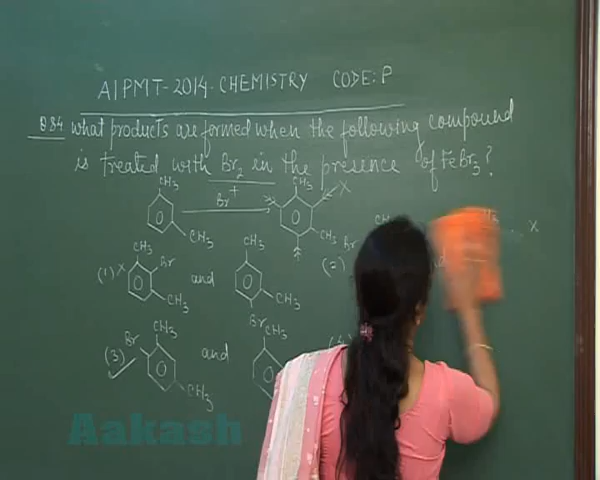 AIPMT-2014-CHEMISTRY CODE: P
Q84. what products are formed when the following compound
is treated with Br2 in the presence of FeBr3?
CH3 Br+ CH3 X
CH3 CH3
CH3 CH3 Br CH3 X
(1) X Br and (2)
CH3 CH3
Br
Br CH3 CH3
(3) and
CH3
Aakash